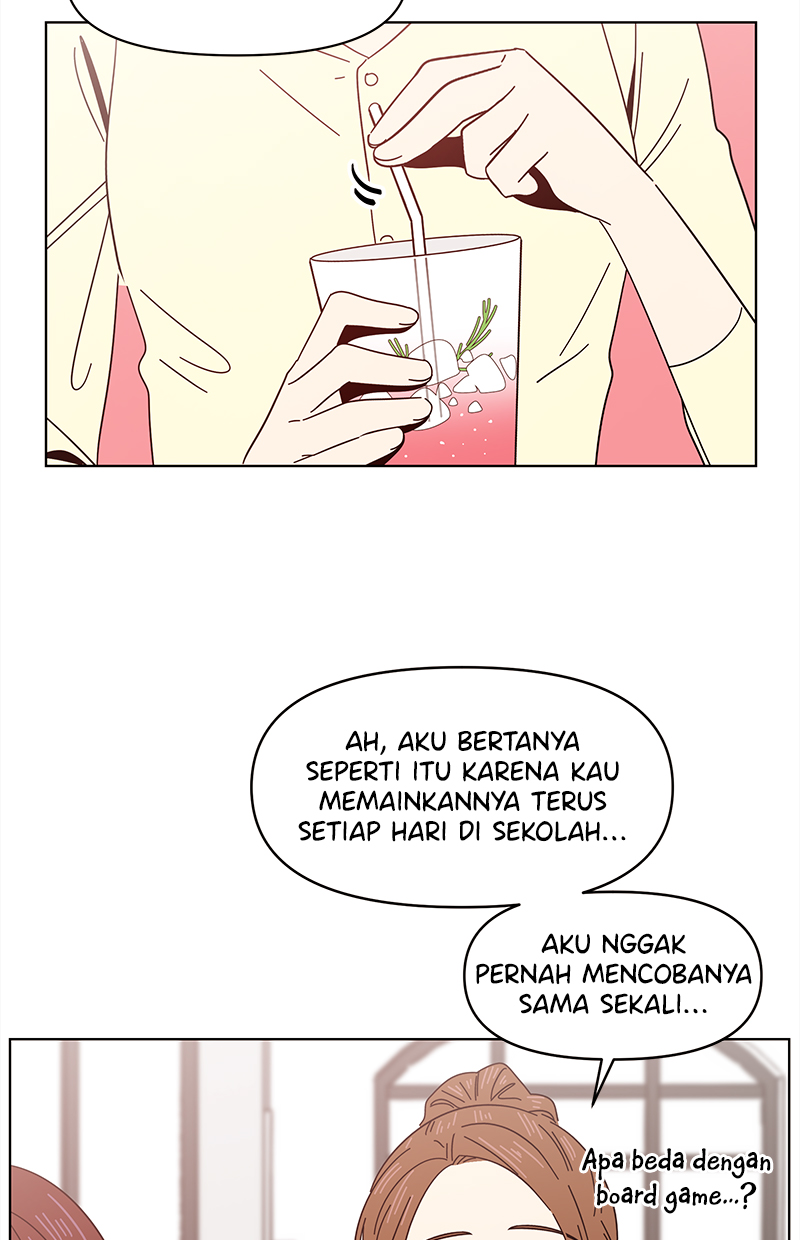 AH, AKU BERTANYA
SEPERTI ITU KARENA KAU
MEMAINKANNYA TERUS
SETIAP HARI DI SEKOLAH...
AKU NGGAK
PERNAH MENCOBANYA
SAMA SEKALI...
Apa beda dengan
board game...?